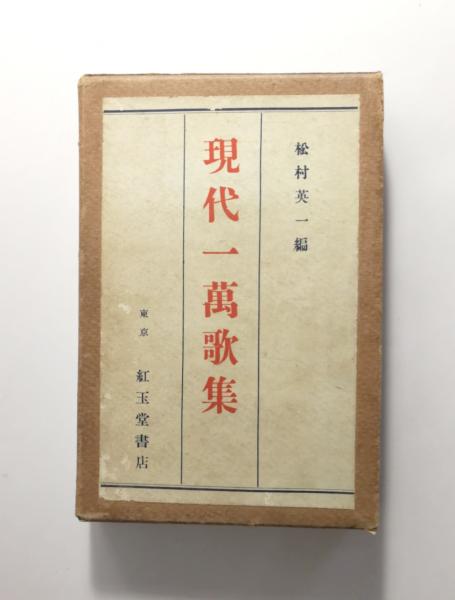 松村英一編
現代一萬歌集
東京 紅玉堂書店